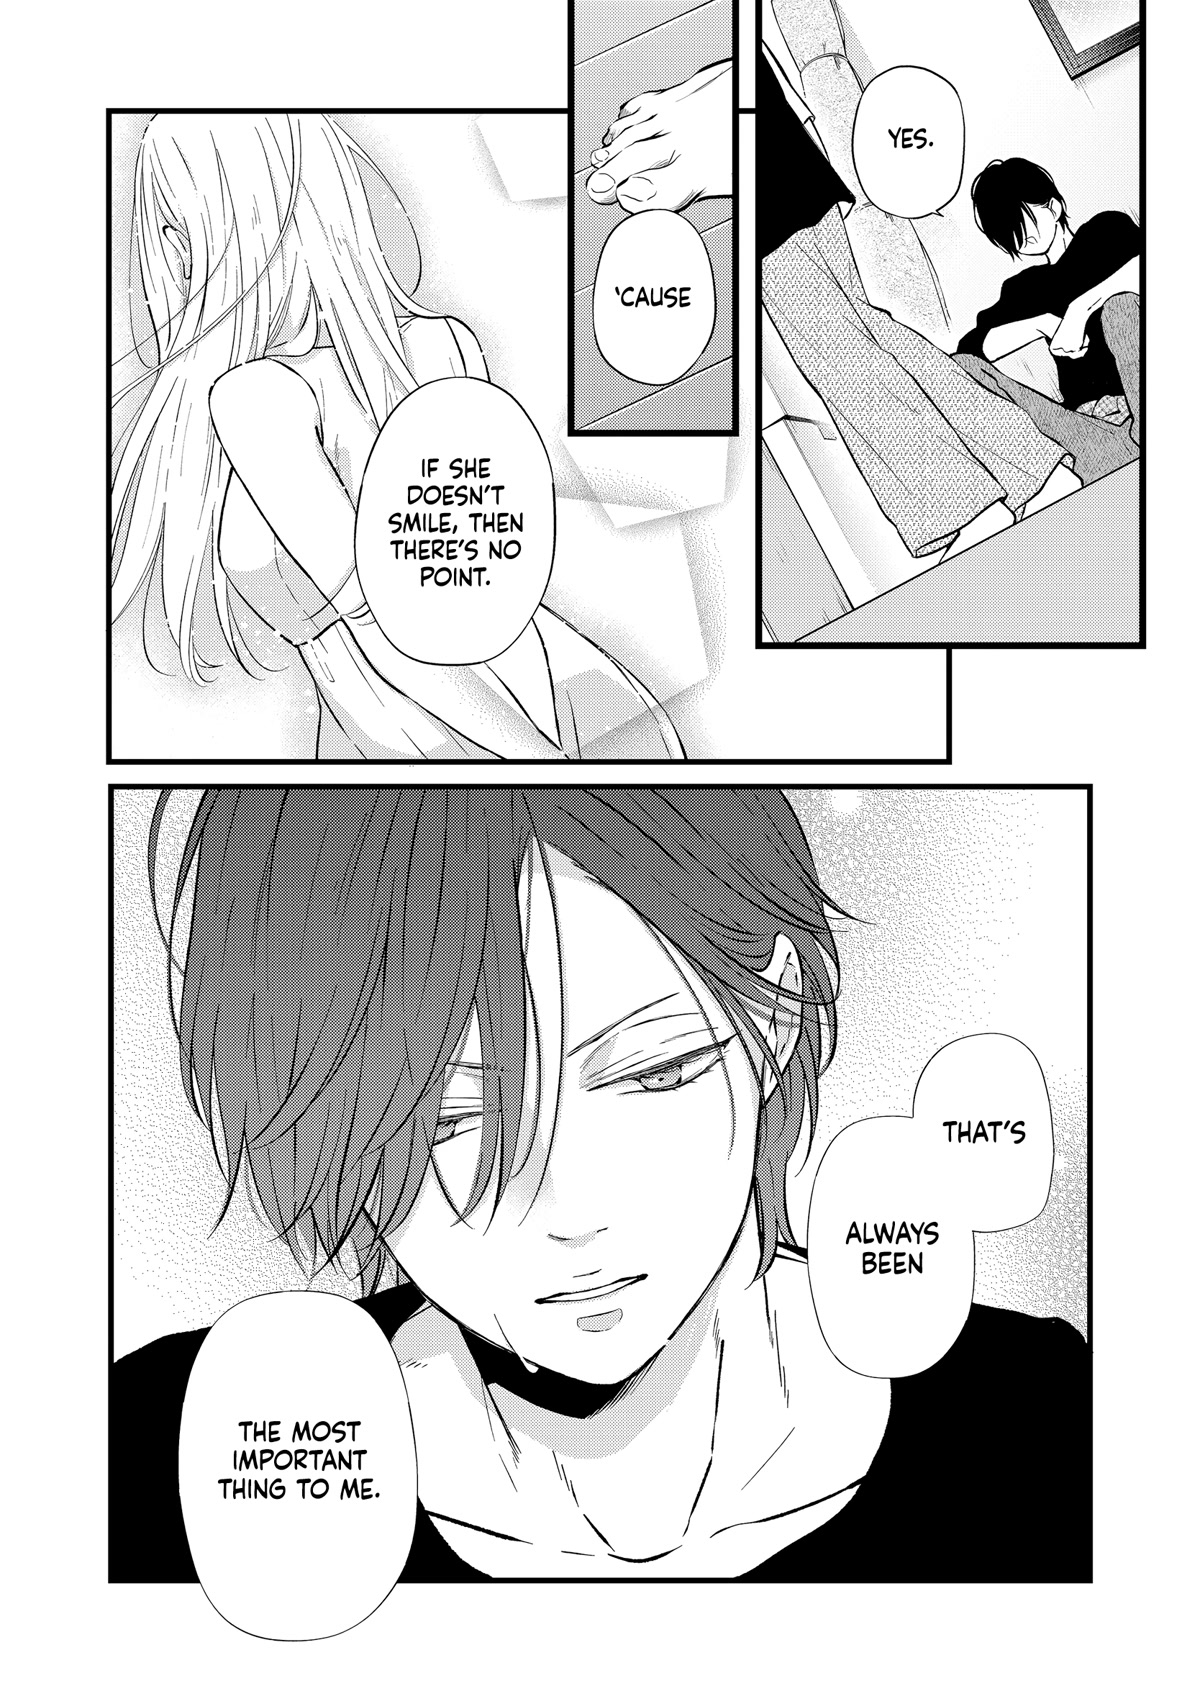 YES.
'CAUSE
IF SHE
DOESN'T
SMILE, THEN
THERE'S NO
POINT.
THAT'S
ALWAYS
BEEN
THE MOST
IMPORTANT
THING TO ME.